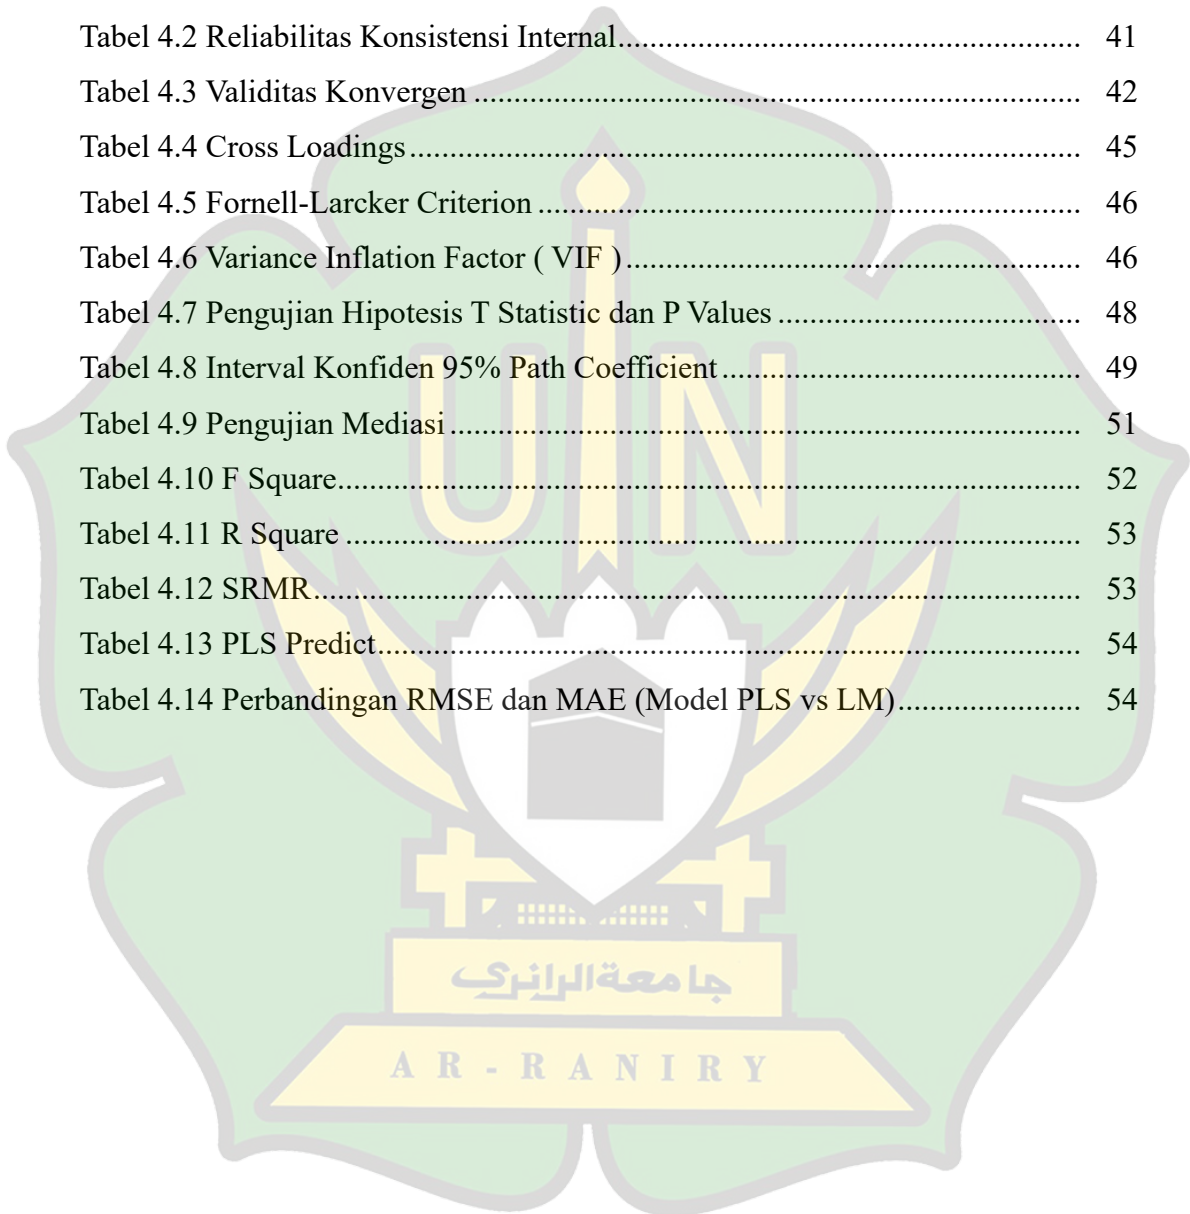 Tabel 4.2 Reliabilitas Konsistensi Internal.......................................................... 41
Tabel 4.3 Validitas Konvergen ............................................................................ 42
Tabel 4.4 Cross Loadings.................................................................................... 45
Tabel 4.5 Fornell-Larcker Criterion .................................................................... 46
Tabel 4.6 Variance Inflation Factor ( VIF ) ......................................................... 46
Tabel 4.7 Pengujian Hipotesis T Statistic dan P Values ...................................... 48
Tabel 4.8 Interval Konfiden 95% Path Coefficient ............................................. 49
Tabel 4.9 Pengujian Mediasi ............................................................................... 51
Tabel 4.10 F Square............................................................................................. 52
Tabel 4.11 R Square ............................................................................................ 53
Tabel 4.12 SRMR................................................................................................ 53
Tabel 4.13 PLS Predict........................................................................................ 54
Tabel 4.14 Perbandingan RMSE dan MAE (Model PLS vs LM)....................... 54
UIN
جامعة الرانري
AR-RANIRY